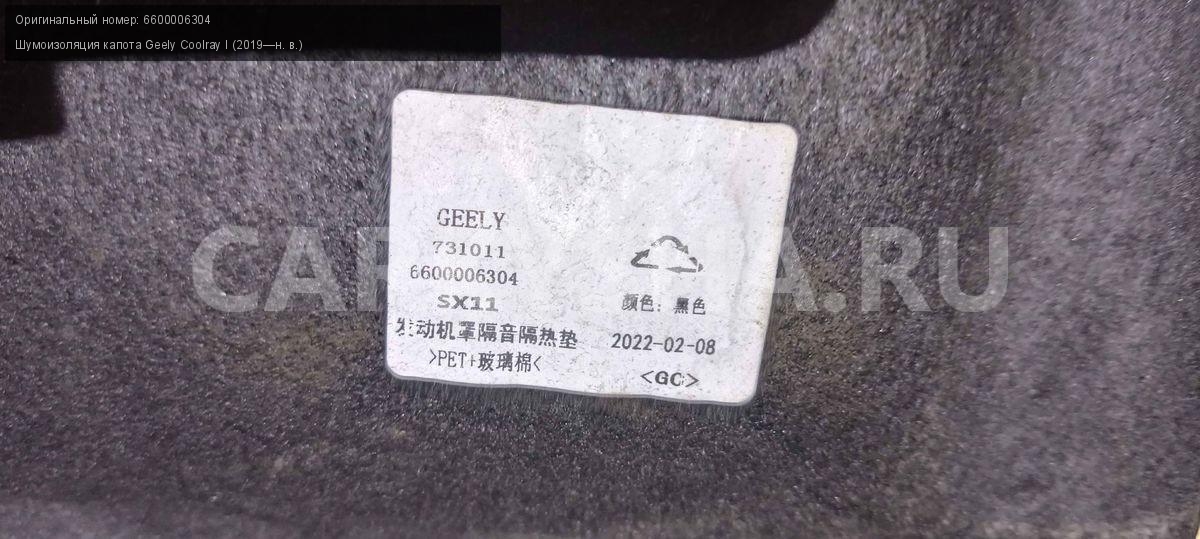 Оригинальный номер: 6600006304
Шумоизоляция капота Geely Coolray I (2019—н. в.)
GEELY
731011
6600006304
SX11
发动机罩隔音隔热垫
>PET+玻璃棉<
颜色：黑色
2022-02-08
<GC>